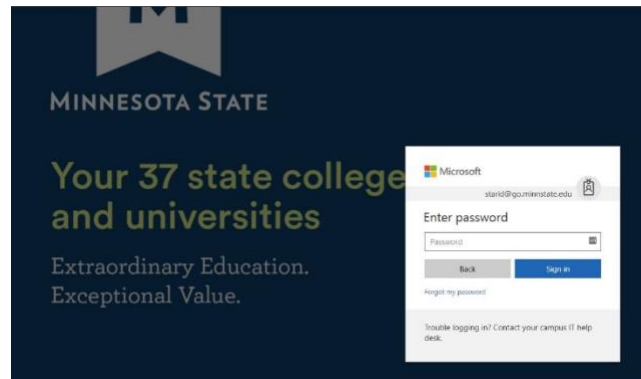 MINNESOTA STATE
Your 37 state college
and universities
Extraordinary Education.
Exceptional Value.
Microsoft
starid@go.minnstate.edu
Enter password
Password
Back
Sign in
Forgot my password
Trouble logging in? Contact your campus IT help
desk.